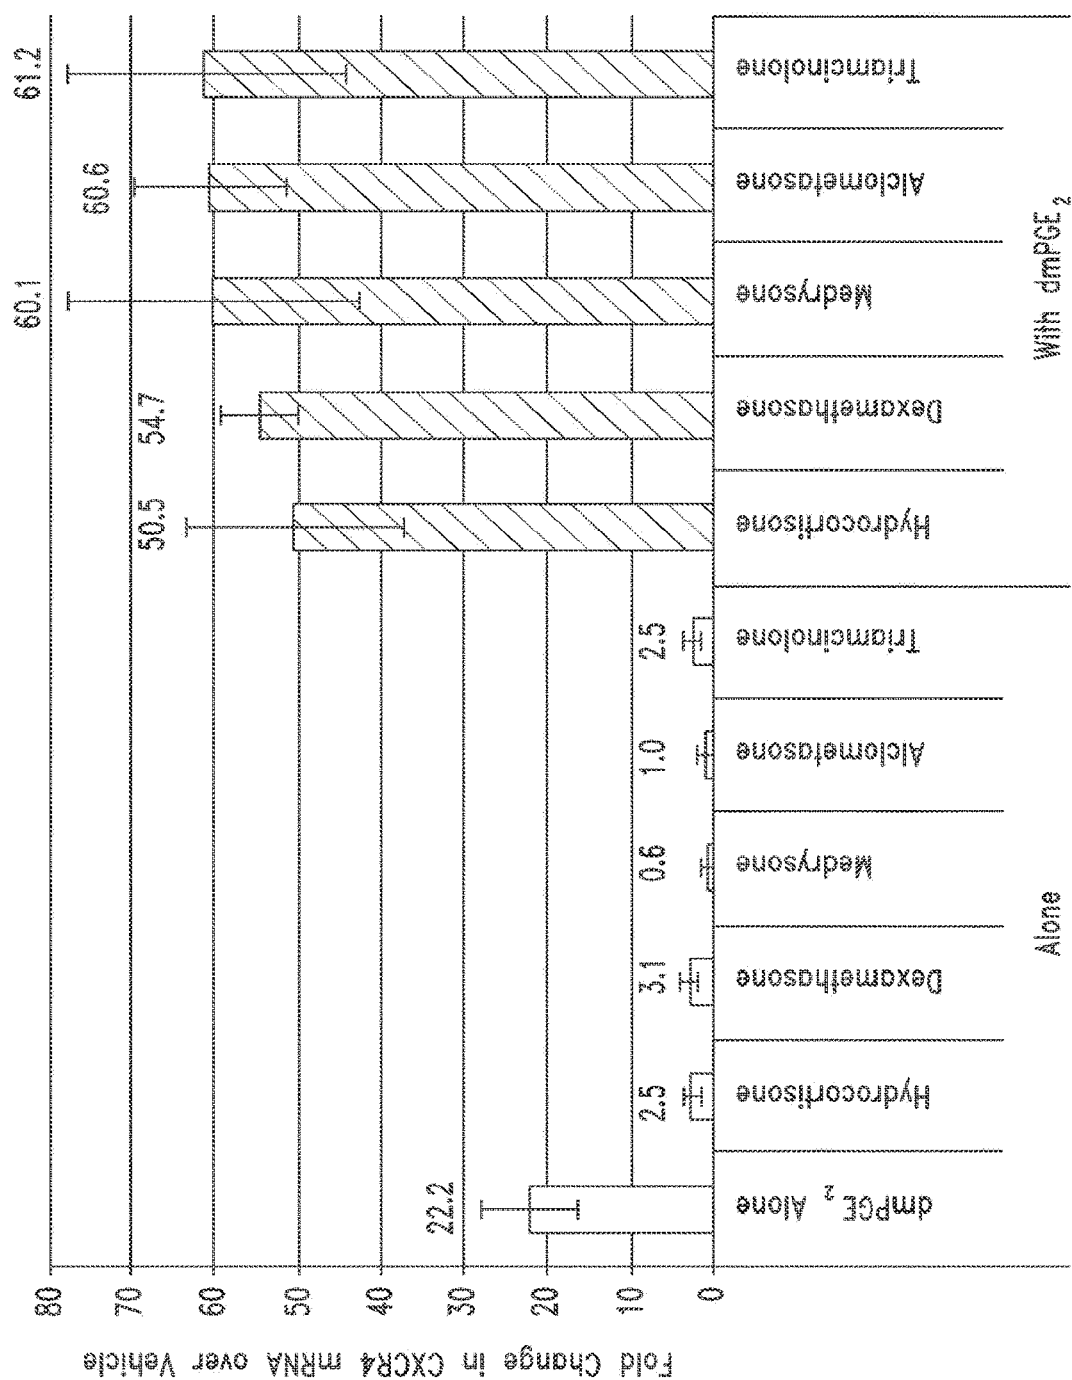 Fold Change in CXCR4 mRNA over Vehicle
80
70
60
50
40
30
20
10
0
22.2
2.5
3.1
0.6
1.0
2.5
50.5
54.7
60.1
60.6
61.2
dmPGE2 Alone
Hydrocortisone
Dexamethasone
Medrysone
Alclometasone
Triamcinolone
Hydrocortisone
Dexamethasone
Medrysone
Alclometasone
Triamcinolone
Alone
With dmPGE2